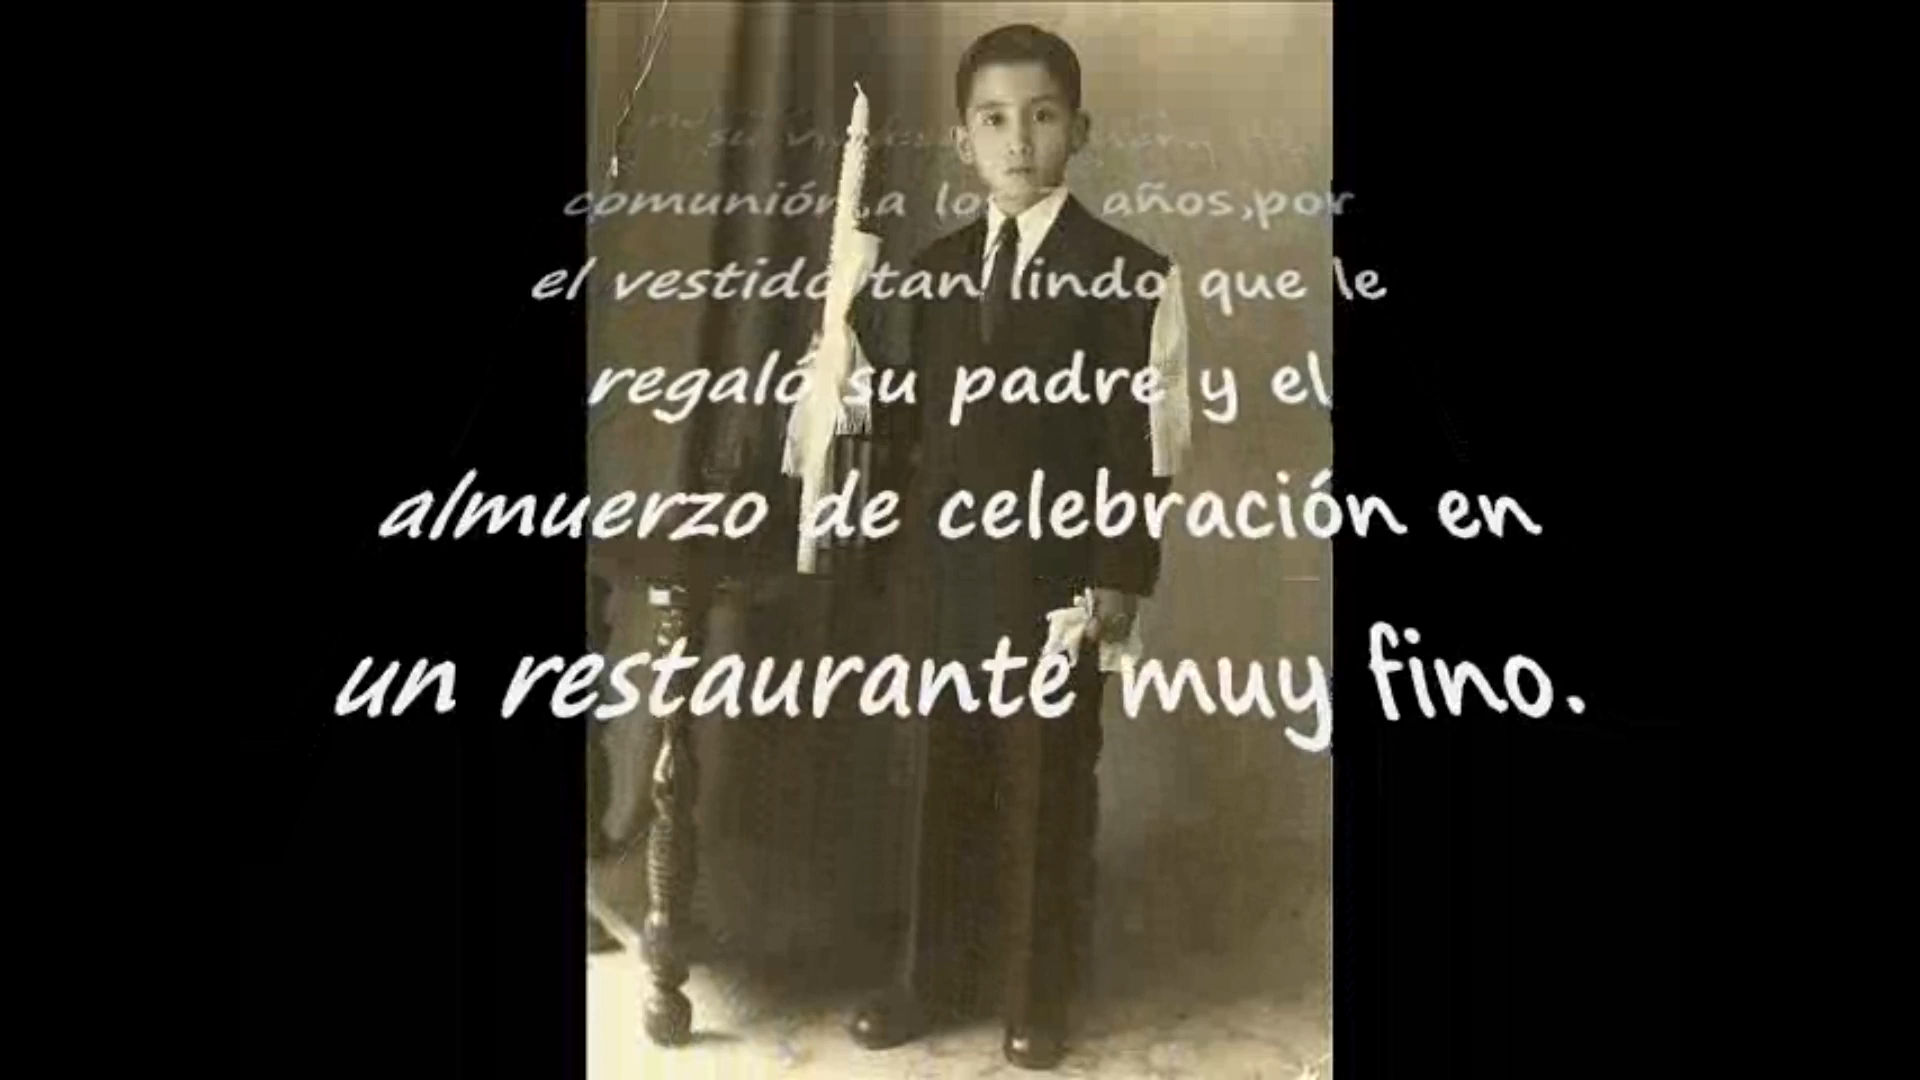 comunión,a los años,por
el vestido tan lindo que le
regaló su padre y el
almuerzo de celebración en
un restaurante muy fino.